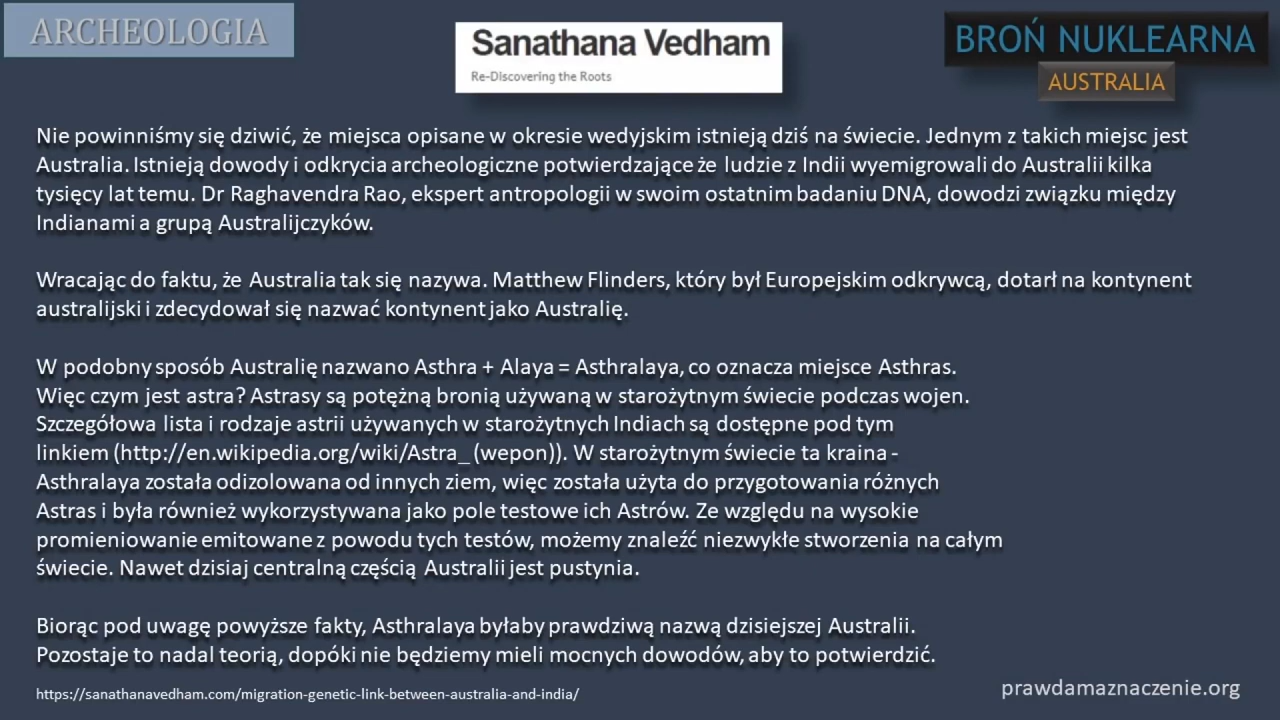 ARCHEOLOGIA
Sanathana Vedham
Re-Discovering the Roots
BROŃ NUKLEARNA
AUSTRALIA
Nie powinniśmy się dziwić, że miejsca opisane w okresie wedyjskim istnieją dziś na świecie. Jednym z takich miejsc jest
Australia. Istnieją dowody i odkrycia archeologiczne potwierdzające że ludzie z Indii wyemigrowali do Australii kilka
tysięcy lat temu. Dr Raghavendra Rao, ekspert antropologii w swoim ostatnim badaniu DNA, dowodzi związku między
Indianami a grupą Australijczyków.
Wracając do faktu, że Australia tak się nazywa. Matthew Flinders, który był Europejskim odkrywcą, dotarł na kontynent
australijski i zdecydował się nazwać kontynent jako Australię.
W podobny sposób Australię nazwano Asthra + Alaya = Asthralaya, co oznacza miejsce Asthras.
Więc czym jest astra? Astrasy są potężną bronią używaną w starożytnym świecie podczas wojen.
Szczegółowa lista i rodzaje astrii używanych w starożytnych Indiach są dostępne pod tym
linkiem (http://en.wikipedia.org/wiki/Astra_(wepon)). W starożytnym świecie ta kraina -
Asthralaya została odizolowana od innych ziem, więc została użyta do przygotowania różnych
Astras i była również wykorzystywana jako pole testowe ich Astrów. Ze względu na wysokie
promieniowanie emitowane z powodu tych testów, możemy znaleźć niezwykłe stworzenia na całym
świecie. Nawet dzisiaj centralną częścią Australii jest pustynia.
Biorąc pod uwagę powyższe fakty, Asthralaya byłaby prawdziwą nazwą dzisiejszej Australii.
Pozostaje to nadal teorią, dopóki nie będziemy mieli mocnych dowodów, aby to potwierdzić.
https://sanathanavedham.com/migration-genetic-link-between-australia-and-india/
prawdamaznaczenie.org